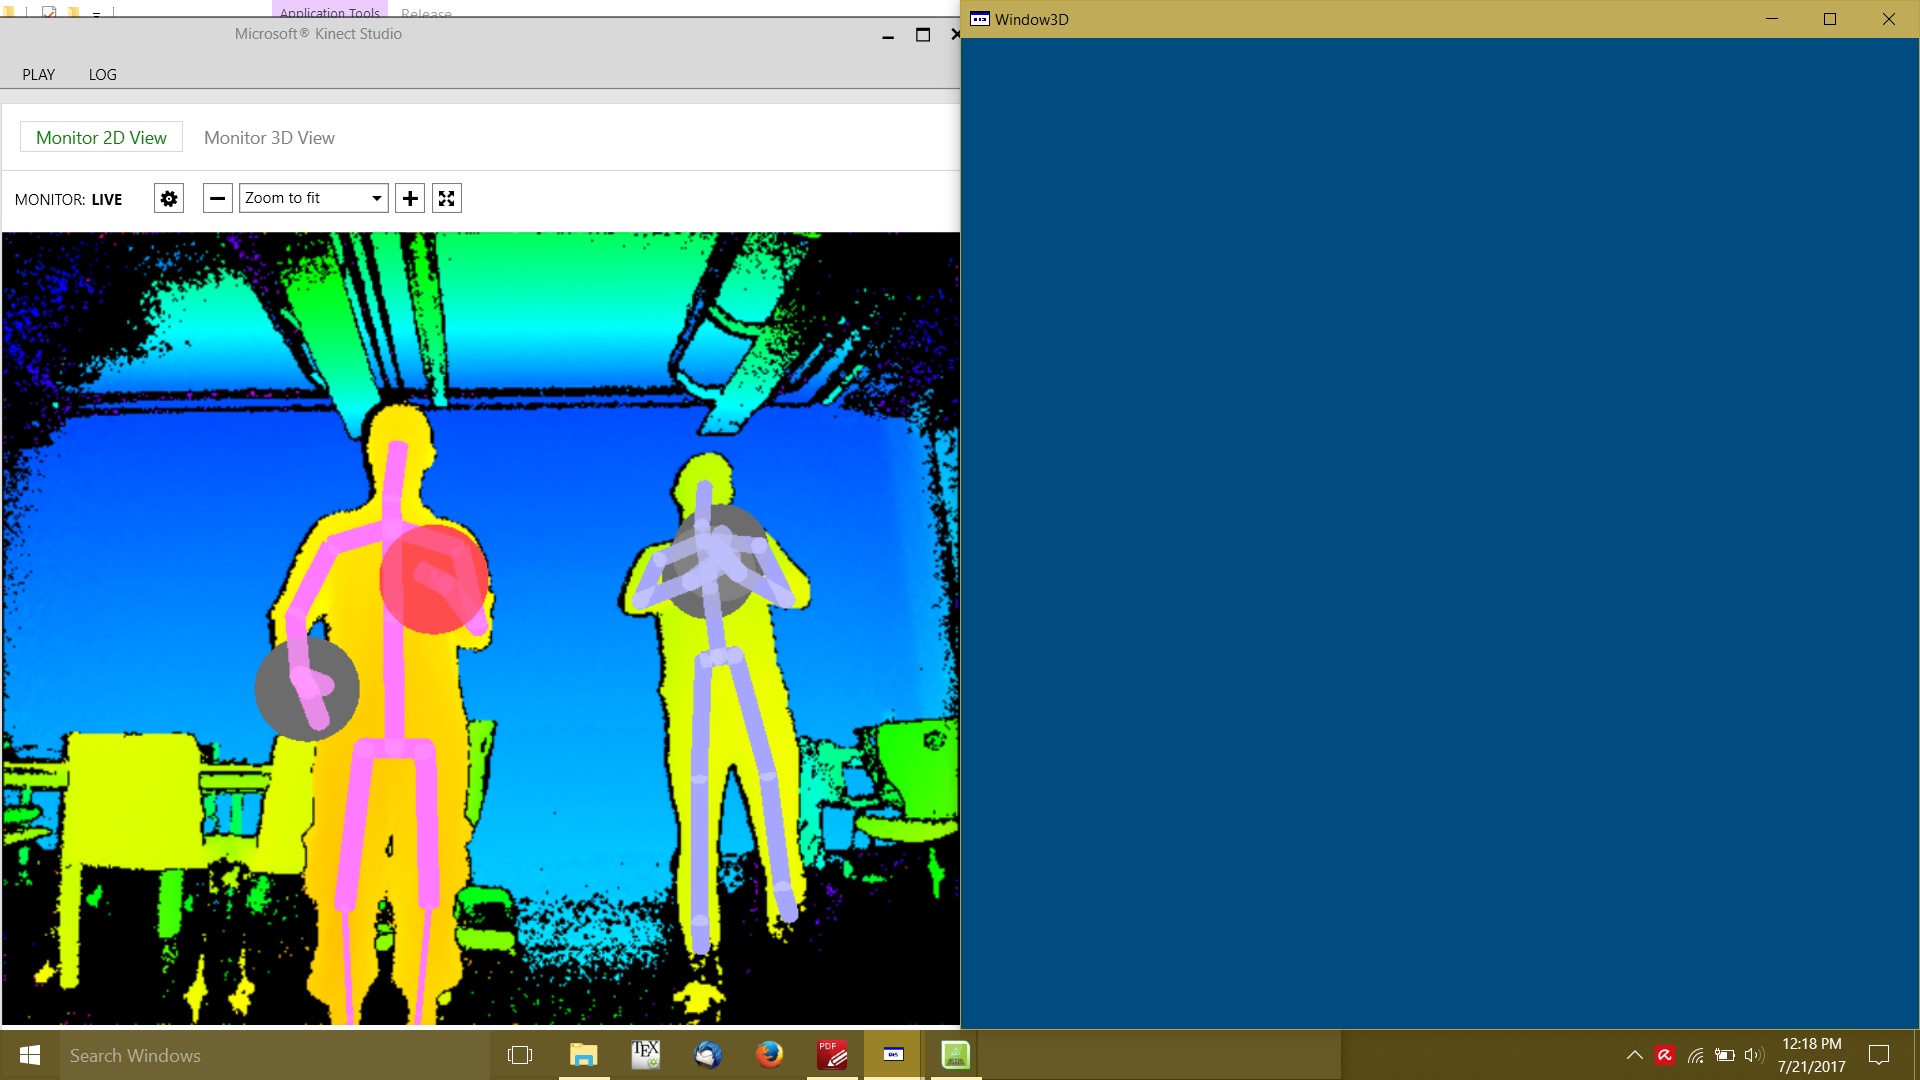 Application Tools
Release
Microsoft® Kinect Studio
Window3D
PLAY LOG
Monitor 2D View
Monitor 3D View
MONITOR: LIVE
Zoom to fit
Search Windows
TEX
PDF
12:18 PM
7/21/2017